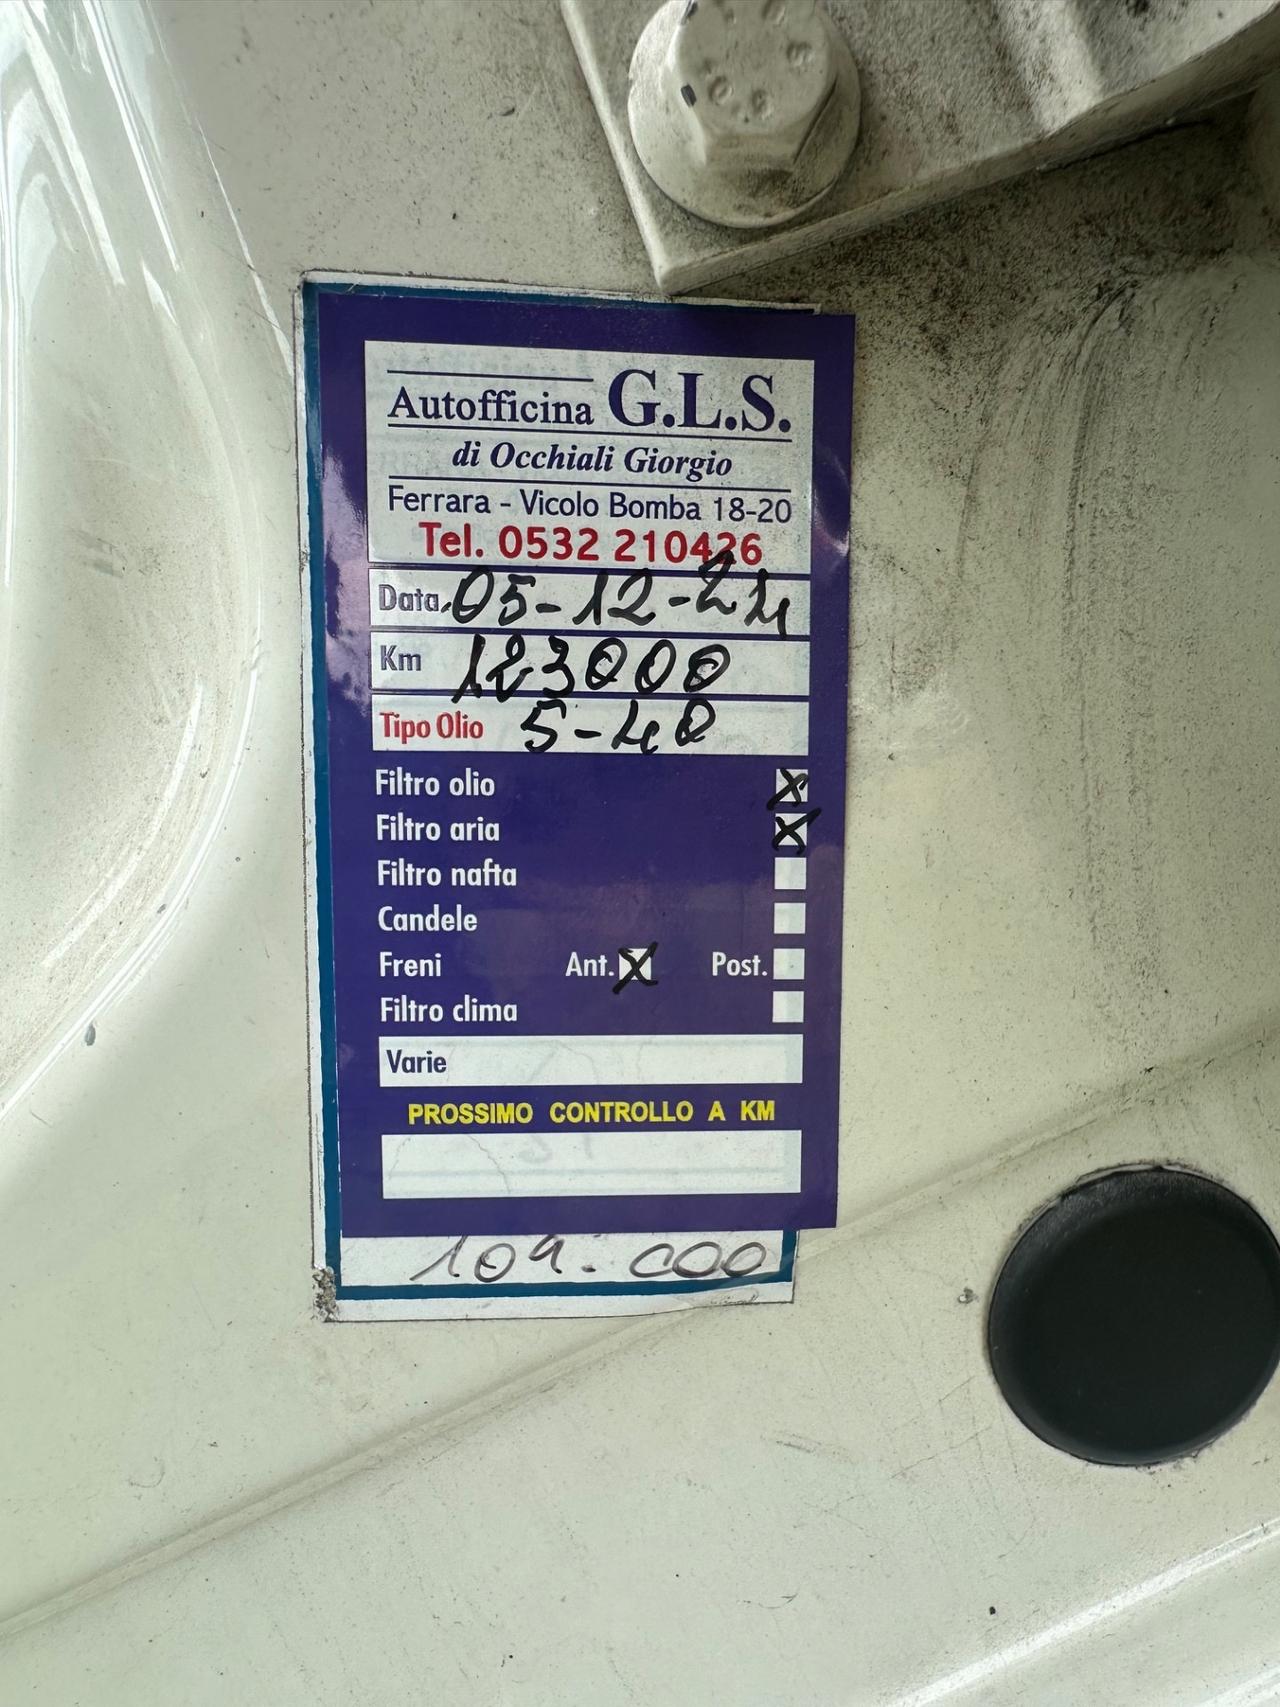 Autofficina G.L.S.
di Occhiali Giorgio
Ferrara - Vicolo Bomba 18-20
Tel. 0532 210426
Data 05-12-24
Km 123000
Tipo Olio 5-40
Filtro olio X
Filtro aria X
Filtro nafta
Candele
Freni Ant. X Post.
Filtro clima
Varie
PROSSIMO CONTROLLO A KM
109.000